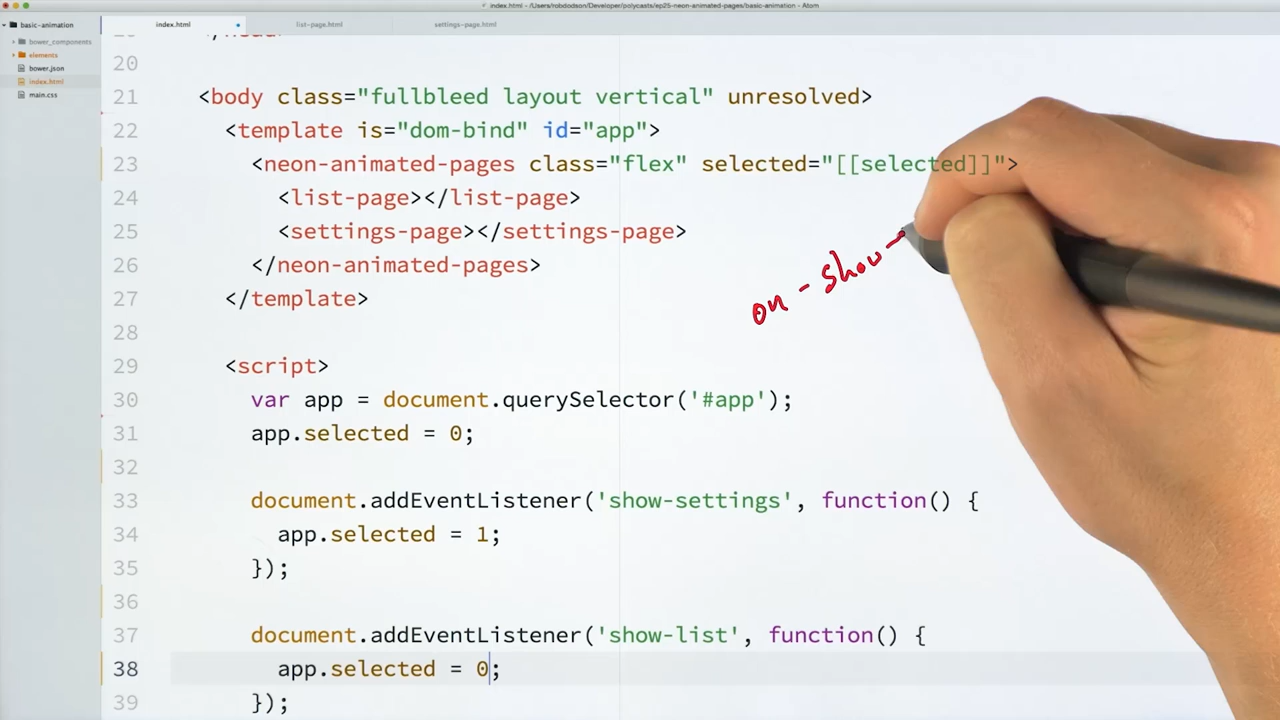 index.html - /Users/robdodson/Developer/polycasts/ep25-neon-animated-pages/basic-animation - Atom
basic-animation
bower_components
elements
bower.json
index.html
main.css
index.html
list-page.html
settings-page.html
20
21 <body class="fullbleed layout vertical" unresolved>
22 <template is="dom-bind" id="app">
23 <neon-animated-pages class="flex" selected="[[selected]]">
24 <list-page></list-page>
25 <settings-page></settings-page>
26 </neon-animated-pages>
27 </template>
28
29 <script>
30 var app = document.querySelector('#app');
31 app.selected = 0;
32
33 document.addEventListener('show-settings', function() {
34 app.selected = 1;
35 });
36
37 document.addEventListener('show-list', function() {
38 app.selected = 0;
39 });
on-show-